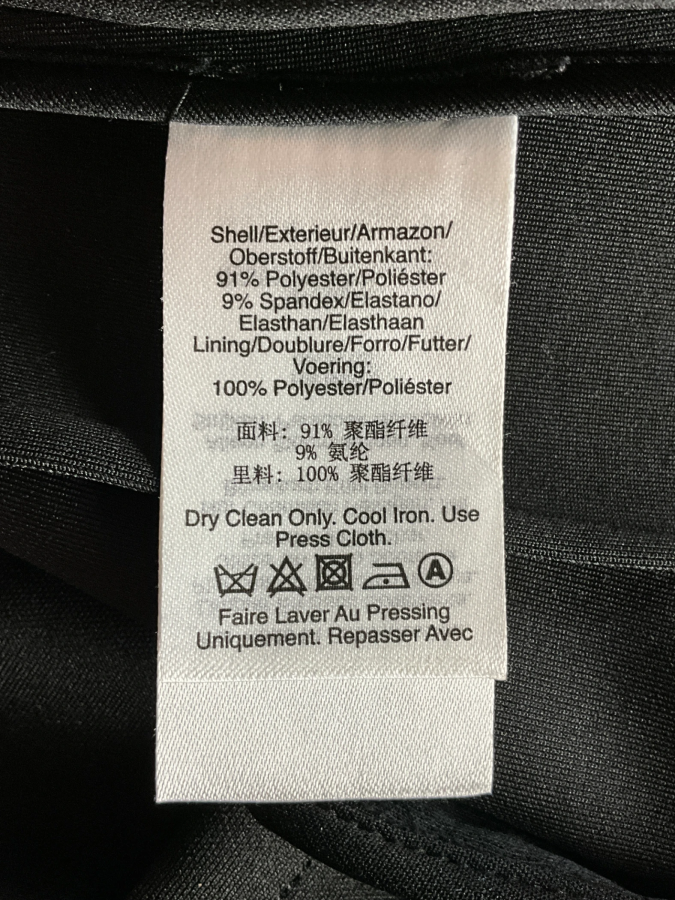 Shell/Exterieur/Armazon/
Oberstoff/Buitenkant:
91% Polyester/Poliéster
9% Spandex/Elastano/
Elasthan/Elasthaan
Lining/Doublure/Forro/Futter/
Voering:
100% Polyester/Poliéster
面料: 91% 聚酯纤维
9% 氨纶
里料: 100% 聚酯纤维
Dry Clean Only. Cool Iron. Use
Press Cloth.
A
Faire Laver Au Pressing
Uniquement. Repasser Avec